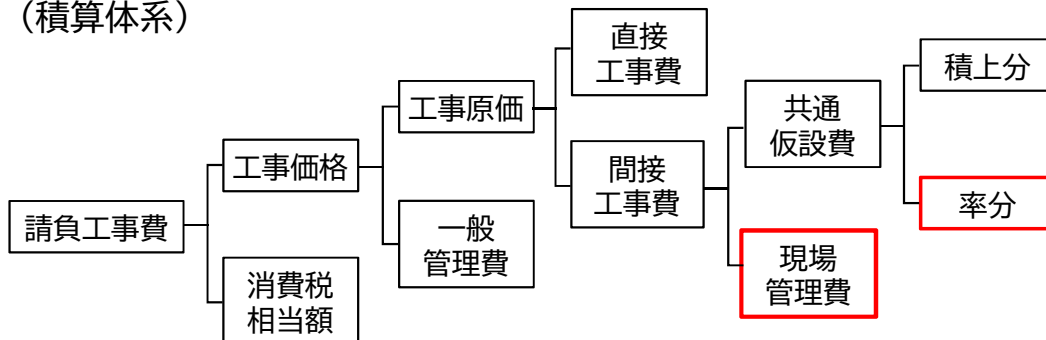 （積算体系）
直接
工事費
積上分
工事原価
共通
仮設費
工事価格
間接
工事費
率分
請負工事費
一般
管理費
現場
管理費
消費税
相当額